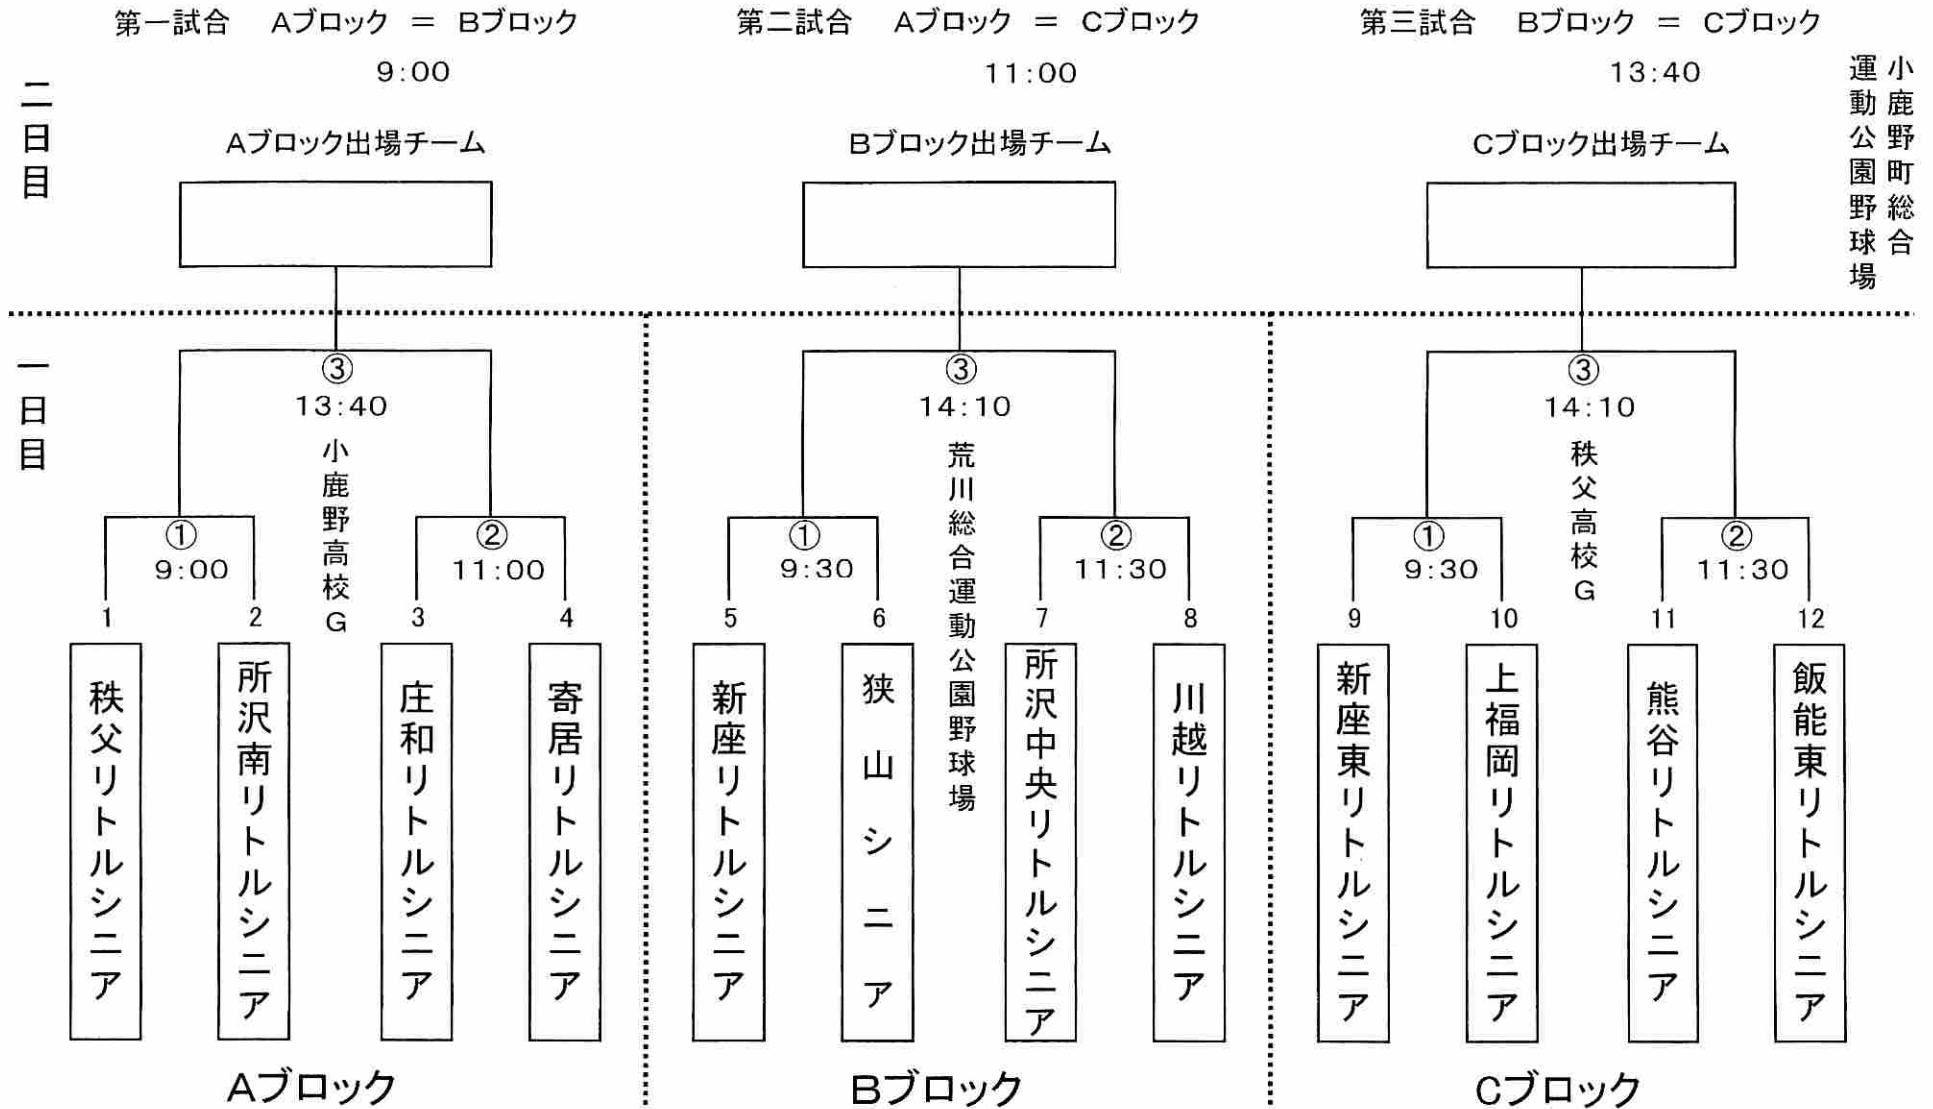 第一試合 Aブロック = Bブロック
9:00
第二試合 Aブロック = Cブロック
11:00
第三試合 Bブロック = Cブロック
13:40
小鹿野町総合
運動公園野球場
二日目
Aブロック出場チーム
Bブロック出場チーム
Cブロック出場チーム
一日目
③
13:40
小鹿野高校G
①
9:00
②
11:00
1
2
3
4
秩父リトルシニア
所沢南リトルシニア
庄和リトルシニア
寄居リトルシニア
Aブロック
③
14:10
荒川総合運動公園野球場
①
9:30
②
11:30
5
6
7
8
新座リトルシニア
狭山シニア
所沢中央リトルシニア
川越リトルシニア
Bブロック
③
14:10
秩父高校G
①
9:30
②
11:30
9
10
11
12
新座東リトルシニア
上福岡リトルシニア
熊谷リトルシニア
飯能東リトルシニア
Cブロック